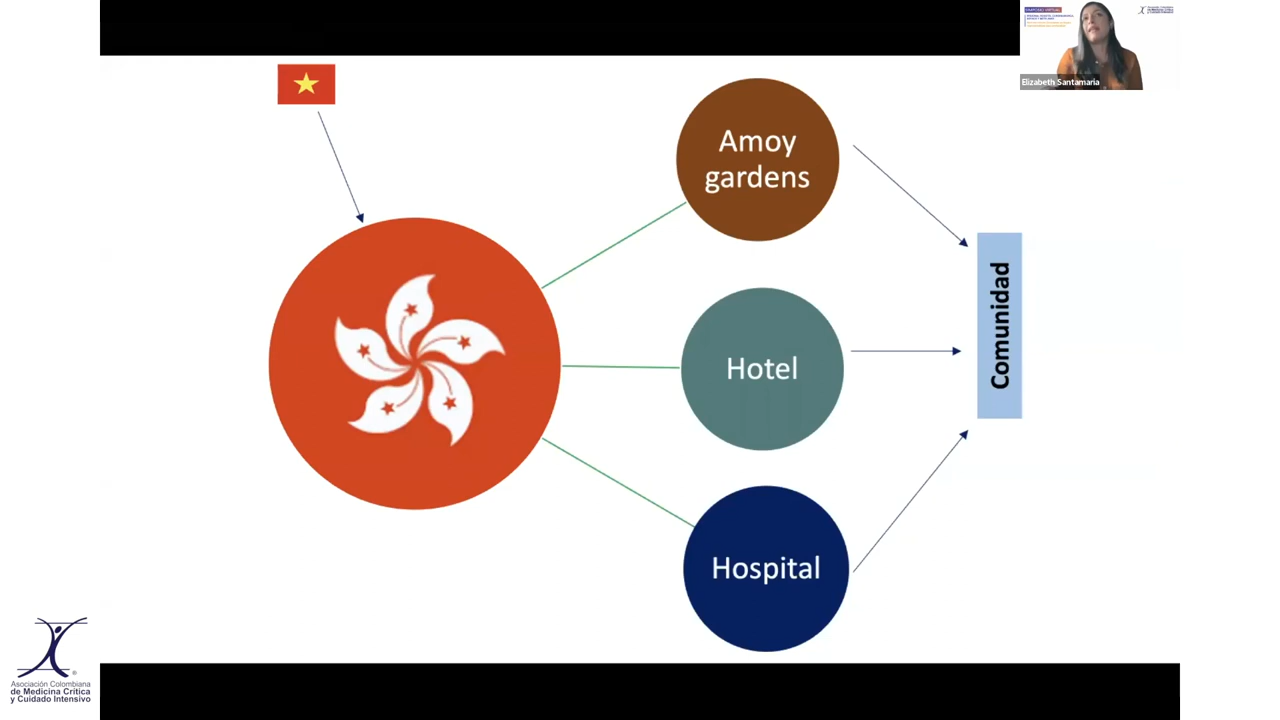 Amoy
gardens
Hotel
Hospital
Comunidad
Elizabeth Santamaria
Asociación Colombiana
de Medicina Crítica
y Cuidado Intensivo